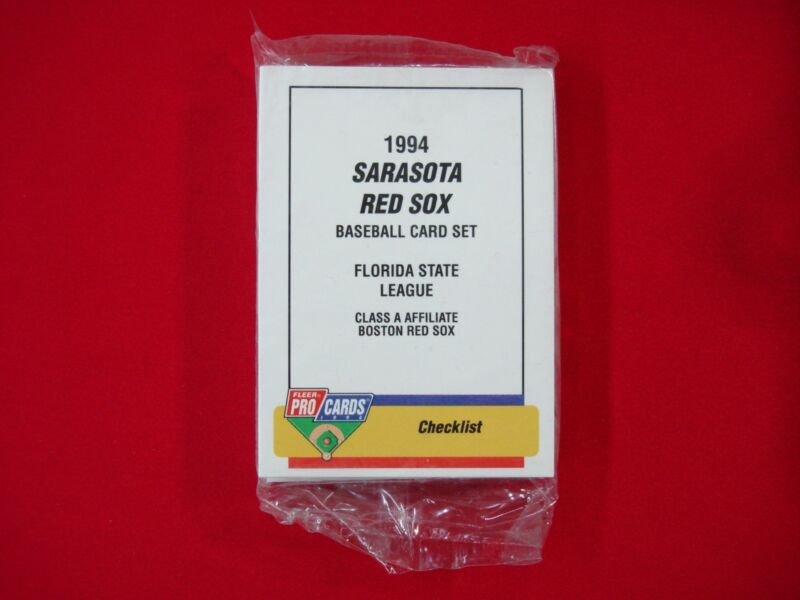 1994
SARASOTA
RED SOX
BASEBALL CARD SET
FLORIDA STATE
LEAGUE
CLASS A AFFILIATE
BOSTON RED SOX
FLEER®
PRO CARDS
1994
Checklist